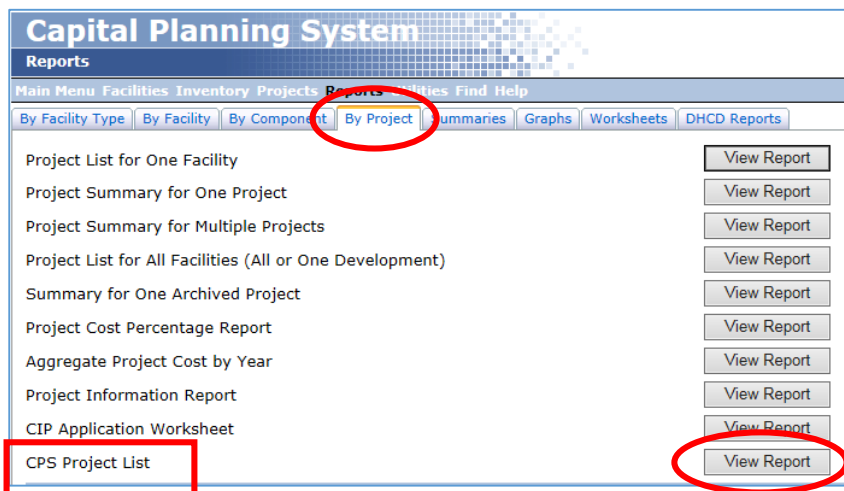 Capital Planning System
Reports
Main Menu Facilities Inventory Projects Reports Utilities Find Help
By Facility Type By Facility By Component By Project Summaries Graphs Worksheets DHCD Reports
Project List for One Facility View Report
Project Summary for One Project View Report
Project Summary for Multiple Projects View Report
Project List for All Facilities (All or One Development) View Report
Summary for One Archived Project View Report
Project Cost Percentage Report View Report
Aggregate Project Cost by Year View Report
Project Information Report View Report
CIP Application Worksheet View Report
CPS Project List View Report